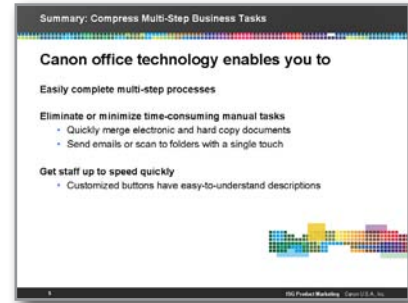 Summary: Compress Multi-Step Business Tasks
Canon office technology enables you to
Easily complete multi-step processes
Eliminate or minimize time-consuming manual tasks
• Quickly merge electronic and hard copy documents
• Send emails or scan to folders with a single touch
Get staff up to speed quickly
• Customized buttons have easy-to-understand descriptions
ISG Product Marketing Canon U.S.A., Inc.